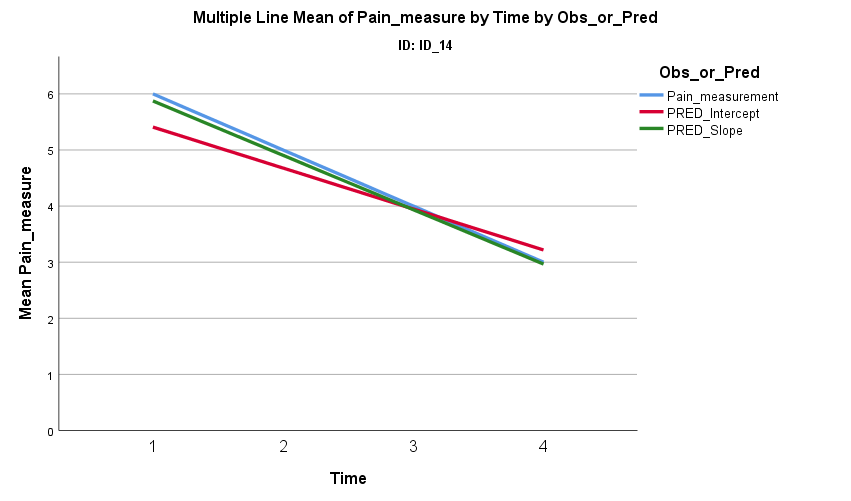 Multiple Line Mean of Pain_measure by Time by Obs_or_Pred
ID: ID_14
Obs_or_Pred
Pain_measurement
PRED_Intercept
PRED_Slope
Mean Pain_measure
6
5
4
3
2
1
0
1 2 3 4
Time